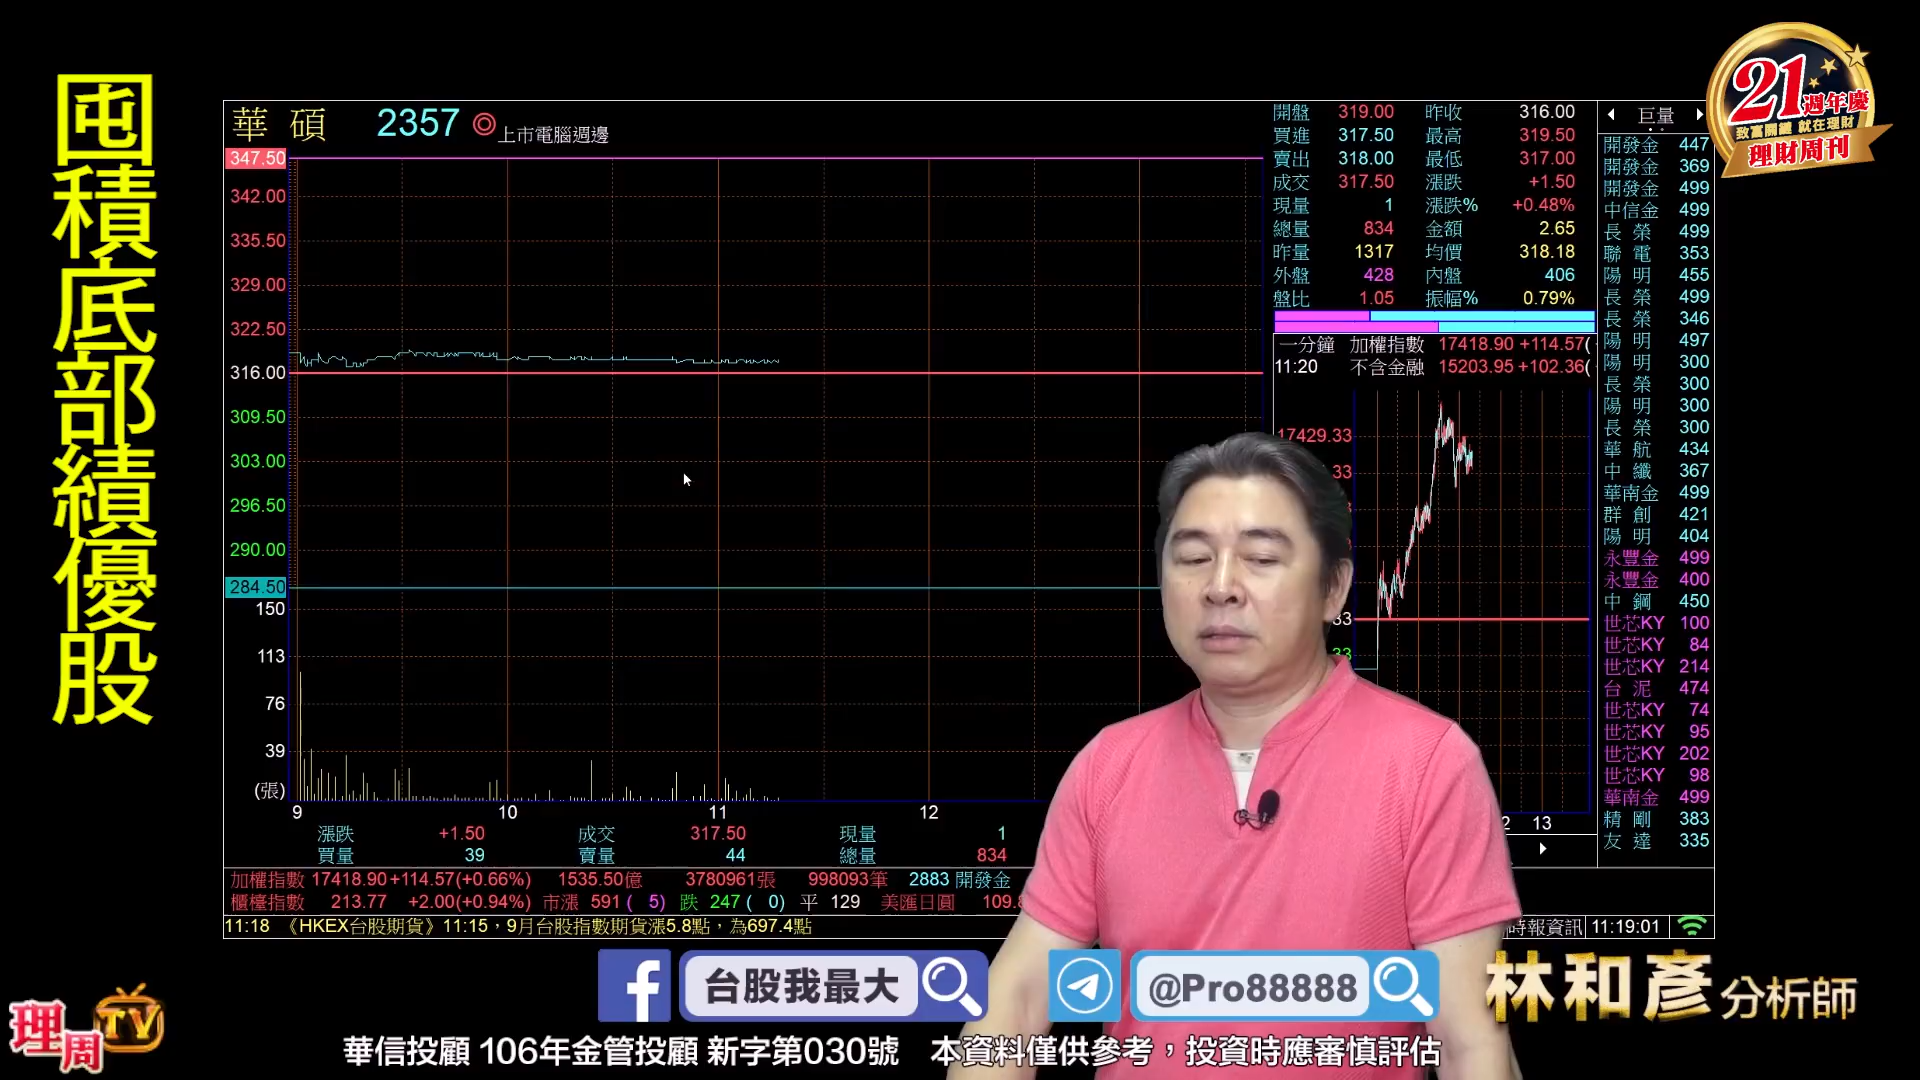 囤積底部績優股
21週年慶
致富關鍵 就在理財
理財周刊
華 碩 2357 ◎ 上市電腦週邊
347.50
342.00
335.50
329.00
322.50
316.00
309.50
303.00
296.50
290.00
284.50
150
113
76
39
(張)
9 10 11 12
開盤 319.00 昨收 316.00
買進 317.50 最高 319.50
賣出 318.00 最低 317.00
成交 317.50 漲跌 +1.50
現量 1 漲跌% +0.48%
總量 834 金額 2.65
昨量 1317 均價 318.18
外盤 428 內盤 406
盤比 1.05 振幅% 0.79%
一分鐘 加權指數 17418.90 +114.57(
11:20 不含金融 15203.95 +102.36(
17429.33
33
33
33
2 13
巨量
開發金 447
開發金 369
開發金 499
中信金 499
長 榮 499
聯 電 353
陽 明 455
長 榮 499
長 榮 346
陽 明 497
陽 明 300
長 榮 300
陽 明 300
長 榮 300
華 航 434
中 纖 367
華南金 499
群 創 421
陽 明 404
永豐金 499
永豐金 400
中 鋼 450
世芯KY 100
世芯KY 84
世芯KY 214
台 泥 474
世芯KY 74
世芯KY 95
世芯KY 202
世芯KY 98
華南金 499
精 剛 383
友 達 335
漲跌 +1.50 成交 317.50 現量 1
買量 39 賣量 44 總量 834
加權指數 17418.90 +114.57(+0.66%) 1535.50億 3780961張 998093筆 2883 開發金
櫃檯指數 213.77 +2.00(+0.94%) 市漲 591 ( 5) 跌 247 ( 0) 平 129 美匯日圓 109.8
11:18 《HKEX台股期貨》11:15，9月台股指數期貨漲5.8點，為697.4點
時報資訊 11:19:01
f 台股我最大 @Pro88888
林和彥 分析師
理周TV
華信投顧 106年金管投顧 新字第030號 本資料僅供參考，投資時應審慎評估